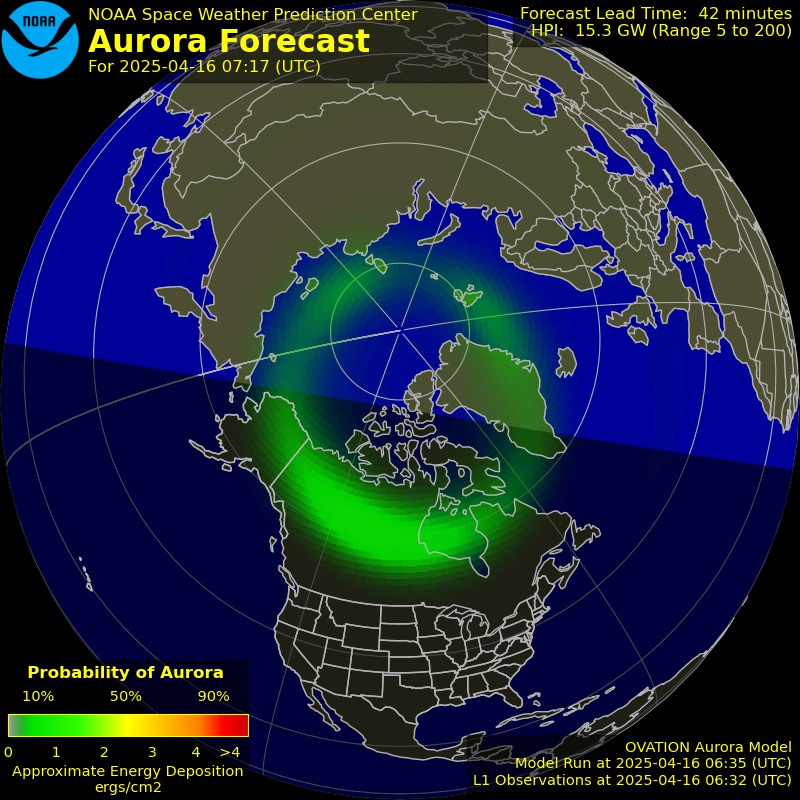 NOAA
NOAA Space Weather Prediction Center
Aurora Forecast
For 2025-04-16 07:17 (UTC)
Forecast Lead Time: 42 minutes
HPI: 15.3 GW (Range 5 to 200)
Probability of Aurora
10% 50% 90%
0 1 2 3 4 >4
Approximate Energy Deposition
ergs/cm2
OVATION Aurora Model
Model Run at 2025-04-16 06:35 (UTC)
L1 Observations at 2025-04-16 06:32 (UTC)